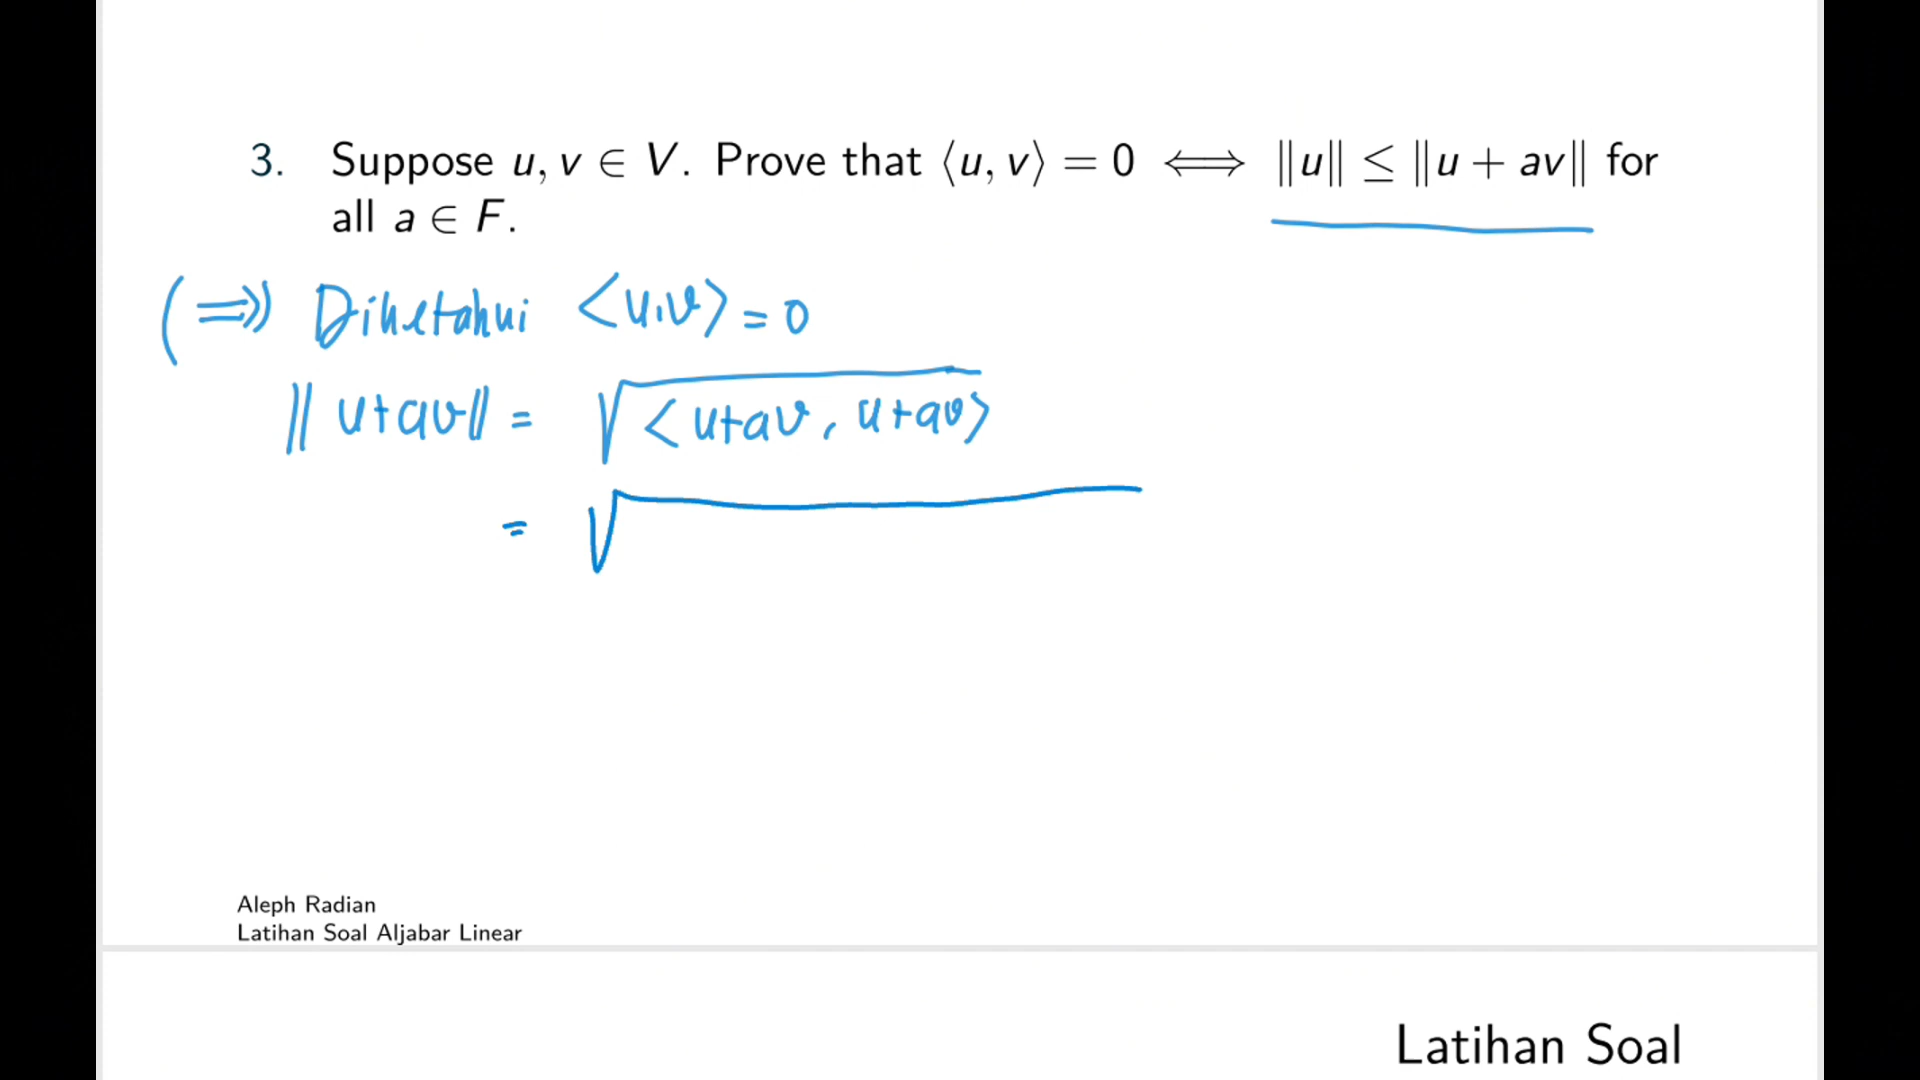 3. Suppose u, v ∈ V. Prove that ⟨u, v⟩ = 0 ⟺ ‖u‖ ≤ ‖u + av‖ for
all a ∈ F.
(⇒) Diketahui <u,v> = 0
‖u+av‖ = √<u+av, u+av>
= √
Aleph Radian
Latihan Soal Aljabar Linear
Latihan Soal